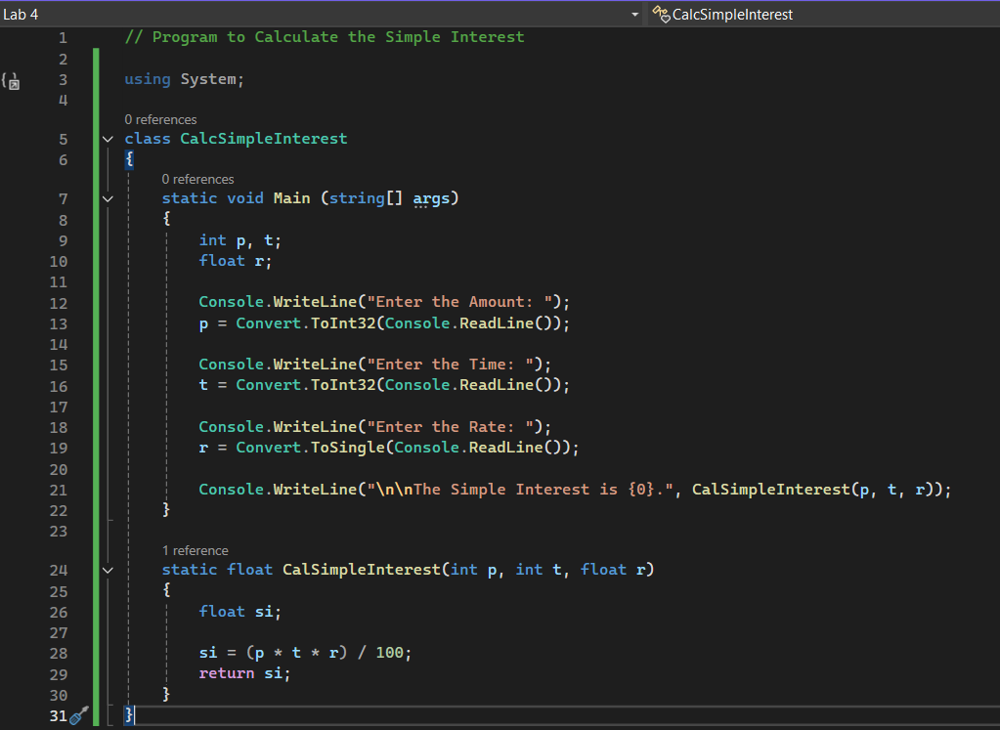 Lab 4 CalcSimpleInterest
1 // Program to Calculate the Simple Interest
2
3 using System;
4
0 references
5 class CalcSimpleInterest
6 {
0 references
7 static void Main (string[] args)
8 {
9 int p, t;
10 float r;
11
12 Console.WriteLine("Enter the Amount: ");
13 p = Convert.ToInt32(Console.ReadLine());
14
15 Console.WriteLine("Enter the Time: ");
16 t = Convert.ToInt32(Console.ReadLine());
17
18 Console.WriteLine("Enter the Rate: ");
19 r = Convert.ToSingle(Console.ReadLine());
20
21 Console.WriteLine("\n\nThe Simple Interest is {0}.", CalSimpleInterest(p, t, r));
22 }
23
1 reference
24 static float CalSimpleInterest(int p, int t, float r)
25 {
26 float si;
27
28 si = (p * t * r) / 100;
29 return si;
30 }
31 }